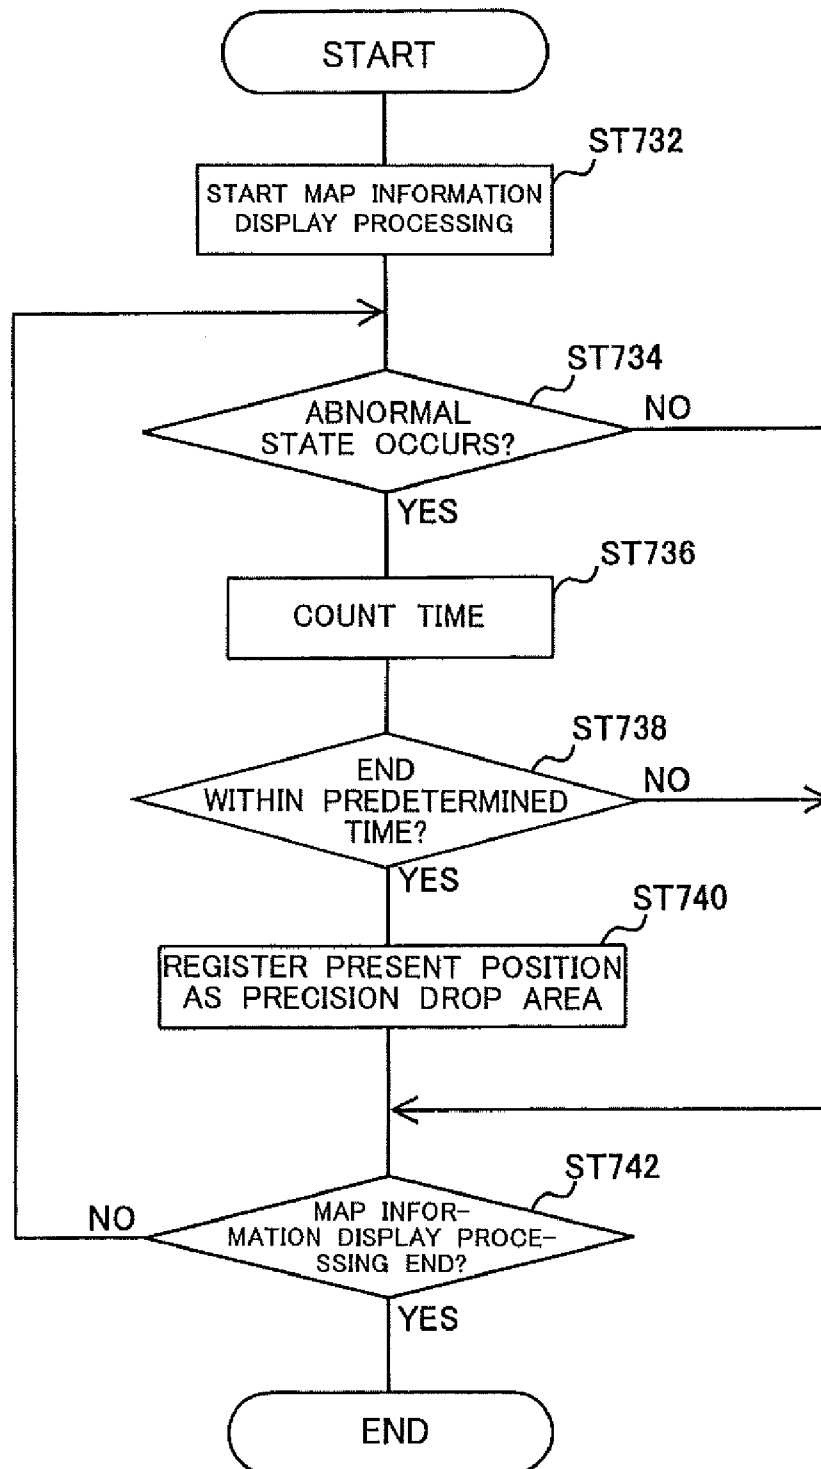 START
ST732
START MAP INFORMATION
DISPLAY PROCESSING
ST734
ABNORMAL
STATE OCCURS?
NO
YES
ST736
COUNT TIME
ST738
END
WITHIN PREDETERMINED
TIME?
NO
YES
ST740
REGISTER PRESENT POSITION
AS PRECISION DROP AREA
ST742
MAP INFOR-
MATION DISPLAY PROCE-
SSING END?
NO
YES
END